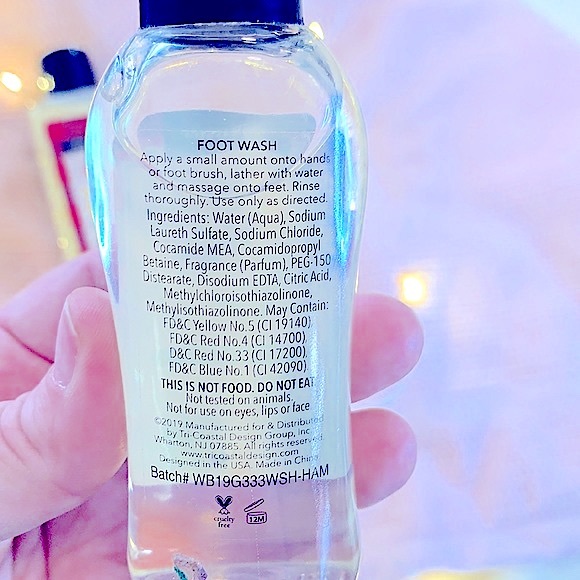 FOOT WASH
Apply a small amount onto hands
or foot brush, lather with water
and massage onto feet. Rinse
thoroughly. Use only as directed.
Ingredients: Water (Aqua), Sodium
Laureth Sulfate, Sodium Chloride,
Cocamide MEA, Cocamidopropyl
Betaine, Fragrance (Parfum), PEG-150
Distearate, Disodium EDTA, Citric Acid,
Methylchloroisothiazolinone,
Methylisothiazolinone. May Contain:
FD&C Yellow No.5 (CI 19140)
FD&C Red No.4 (CI 14700)
D&C Red No.33 (CI 17200)
FD&C Blue No.1 (CI 42090)
THIS IS NOT FOOD. DO NOT EAT
Not tested on animals.
Not for use on eyes, lips or face
©2019 Manufactured for & Distributed
by Tri-Coastal Design Group, Inc.
Wharton, NJ 07885. All rights reserved.
www.tricoastaldesign.com
Designed in the USA. Made in China
Batch# WB19G333WSH-HAM
cruelty
free
12M